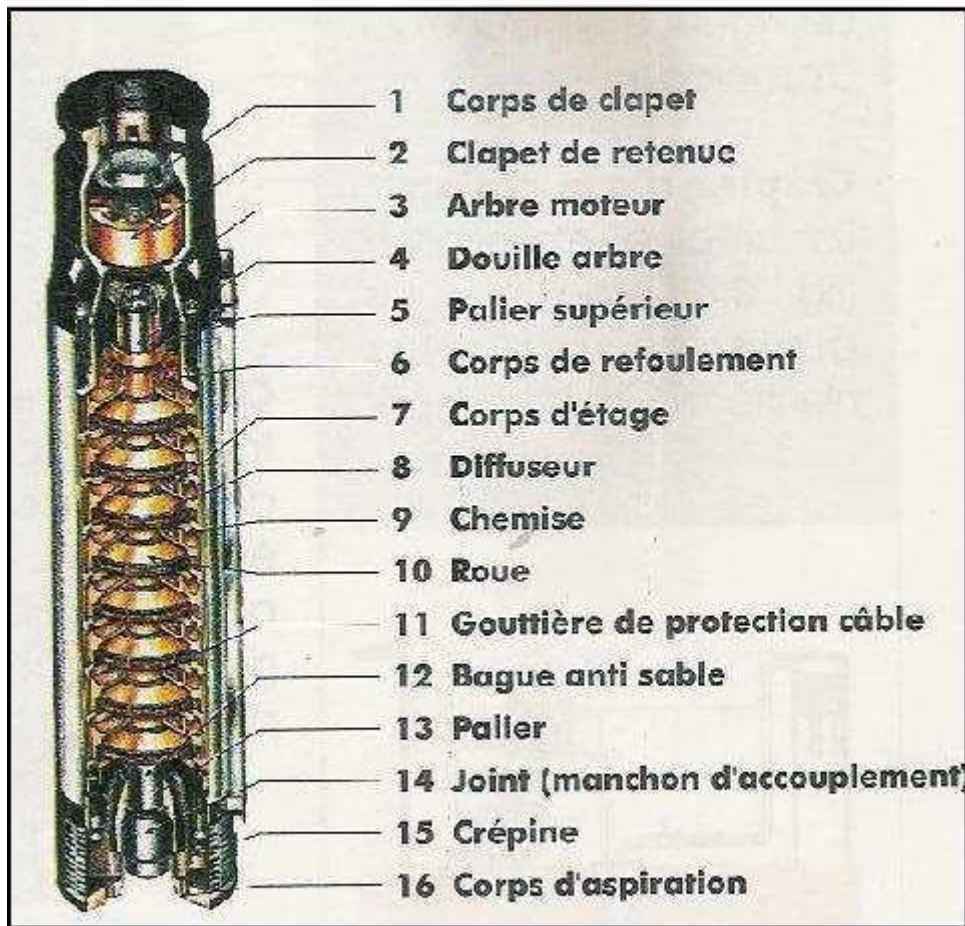 1 Corps de clapet
2 Clapet de retenue
3 Arbre moteur
4 Douille arbre
5 Palier supérieur
6 Corps de refoulement
7 Corps d'étage
8 Diffuseur
9 Chemise
10 Roue
11 Gouttière de protection câble
12 Bague anti sable
13 Palier
14 Joint (manchon d'accouplement)
15 Crépine
16 Corps d'aspiration